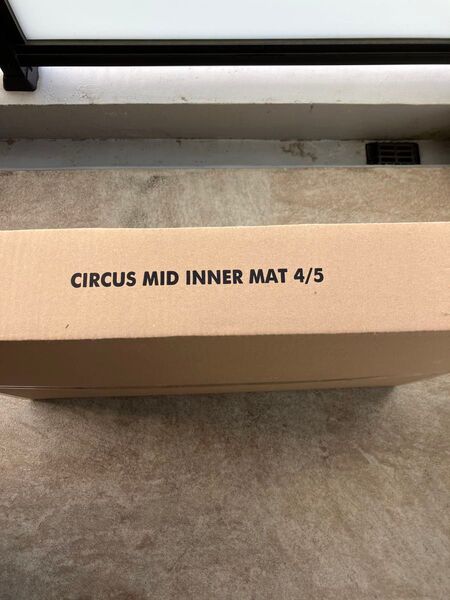 CIRCUS MID INNER MAT 4/5